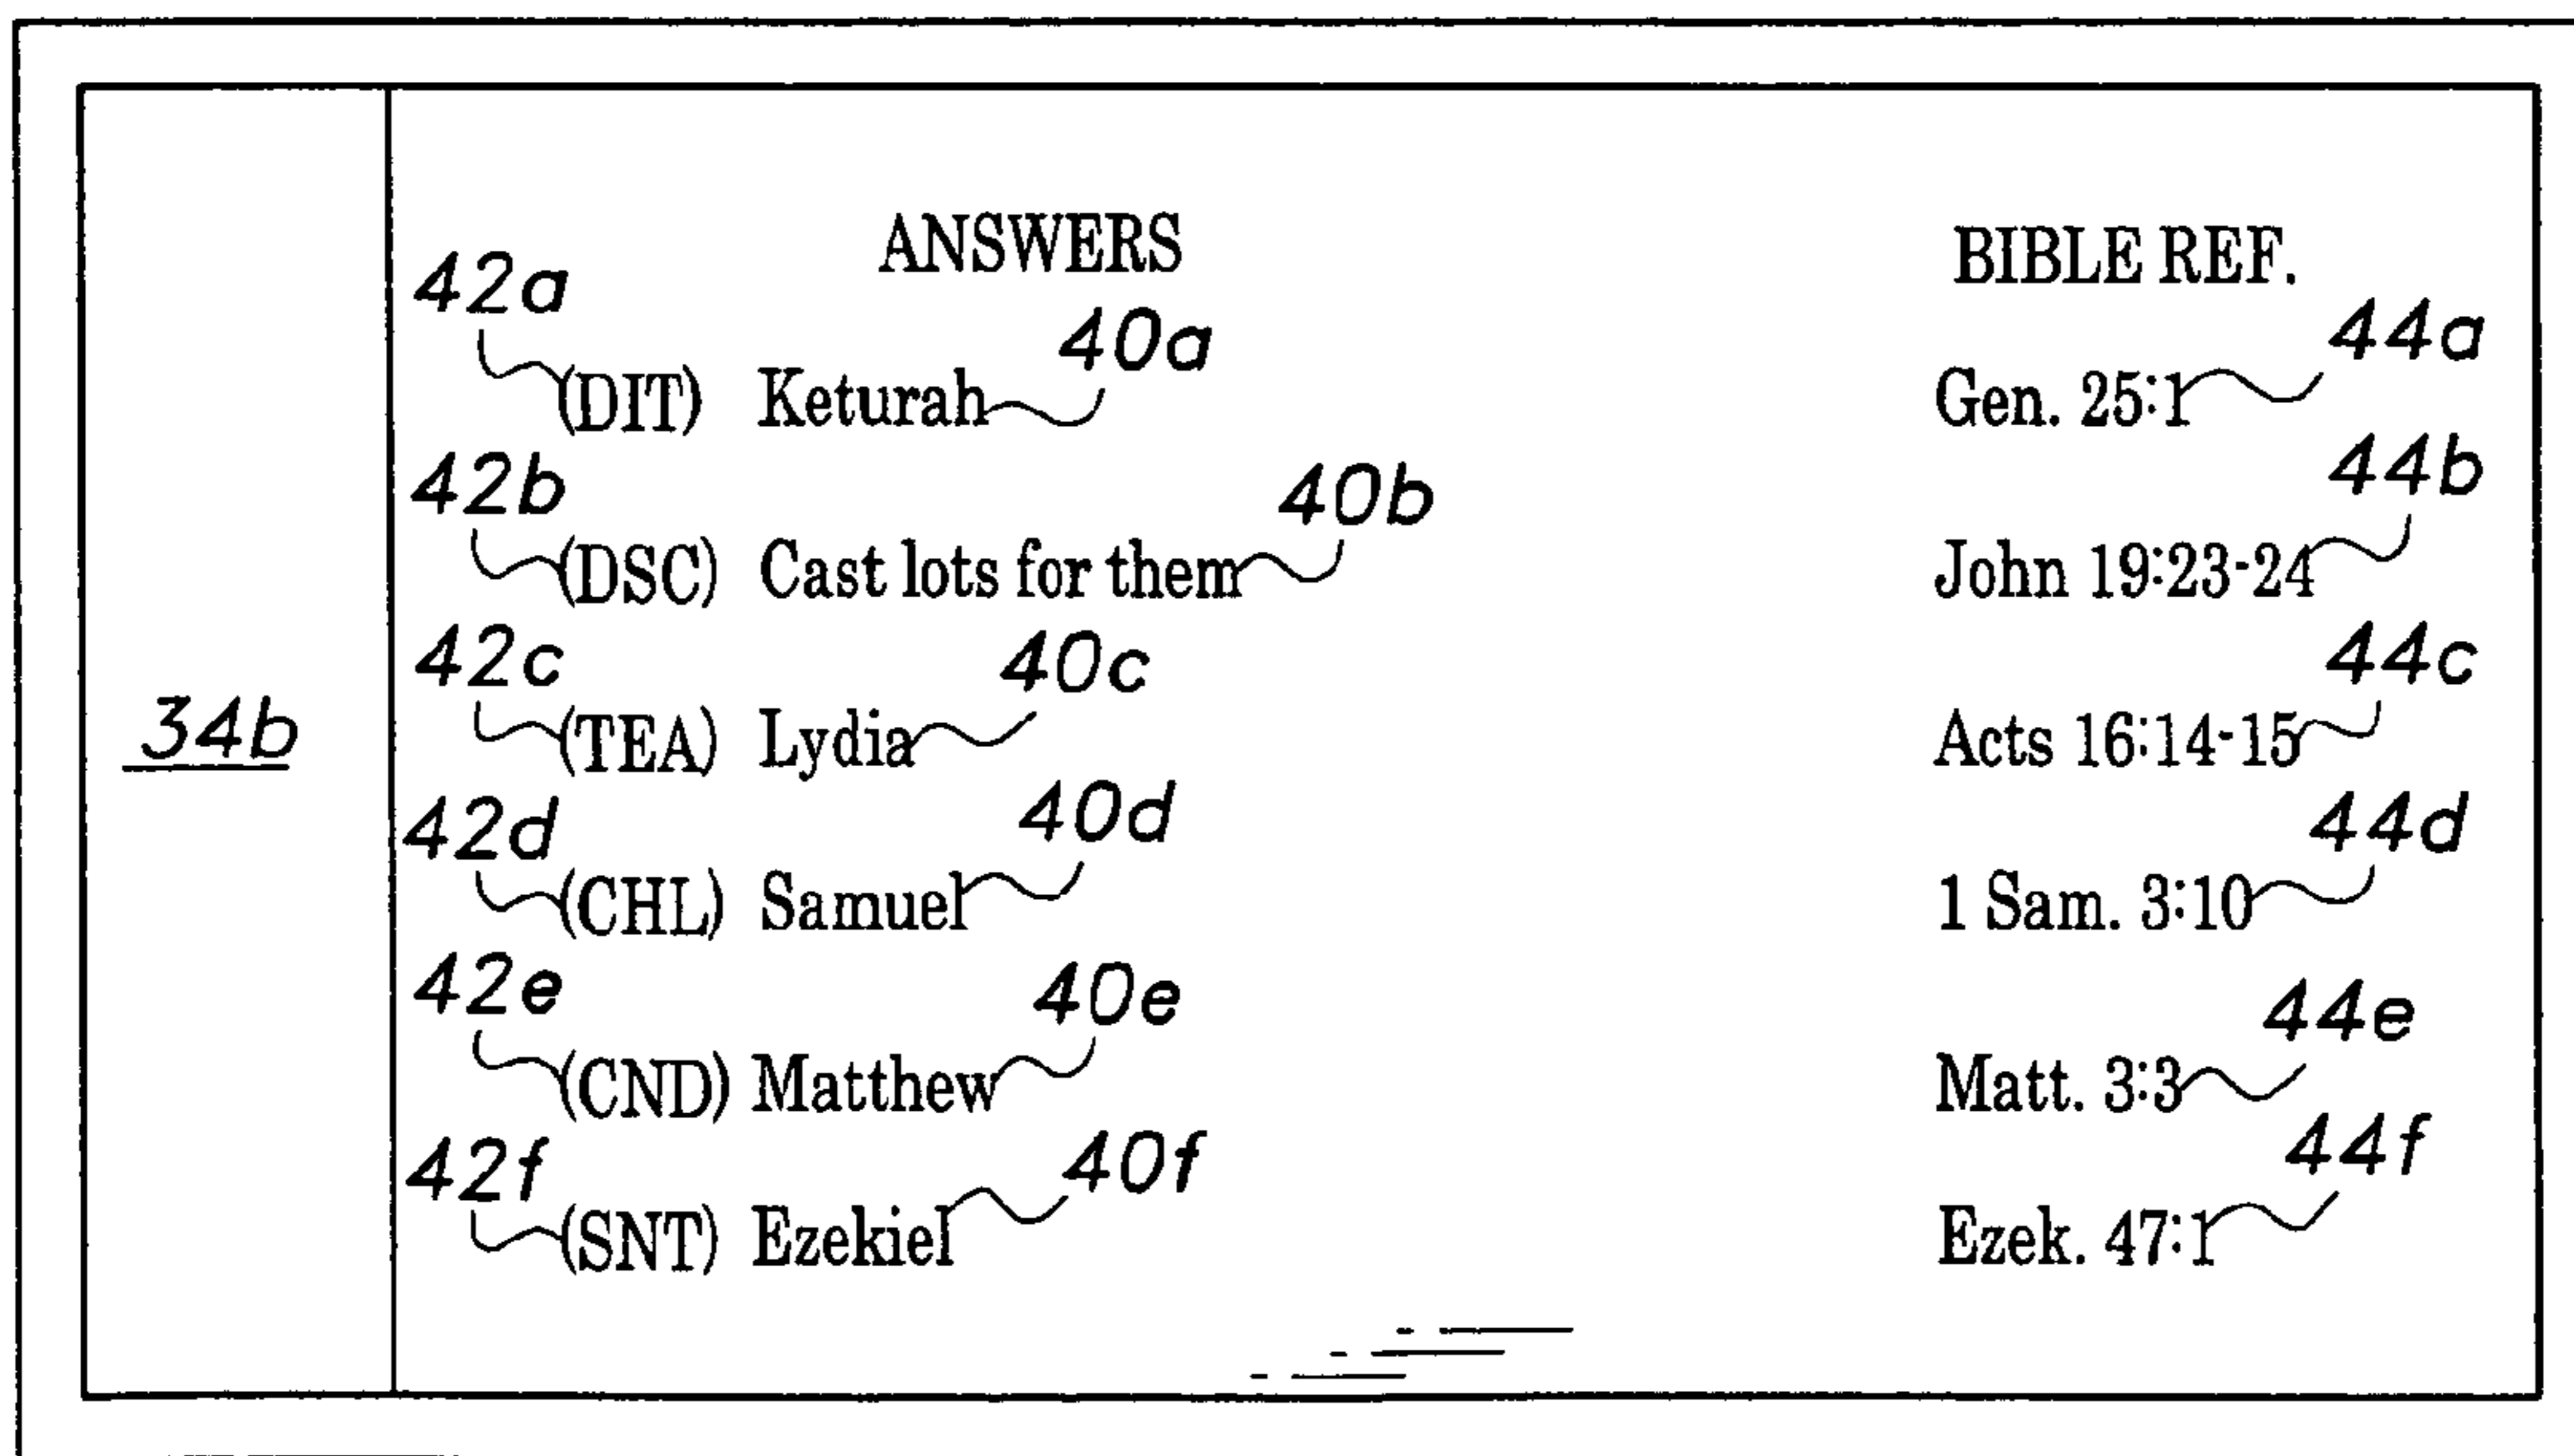 ANSWERS BIBLE REF.
42a 40a 44a
(DIT) Keturah Gen. 25:1
42b 40b 44b
(DSC) Cast lots for them John 19:23-24
42c 40c 44c
(TEA) Lydia Acts 16:14-15
34b
42d 40d 44d
(CHL) Samuel 1 Sam. 3:10
42e 40e 44e
(CND) Matthew Matt. 3:3
42f 40f 44f
(SNT) Ezekiel Ezek. 47:1